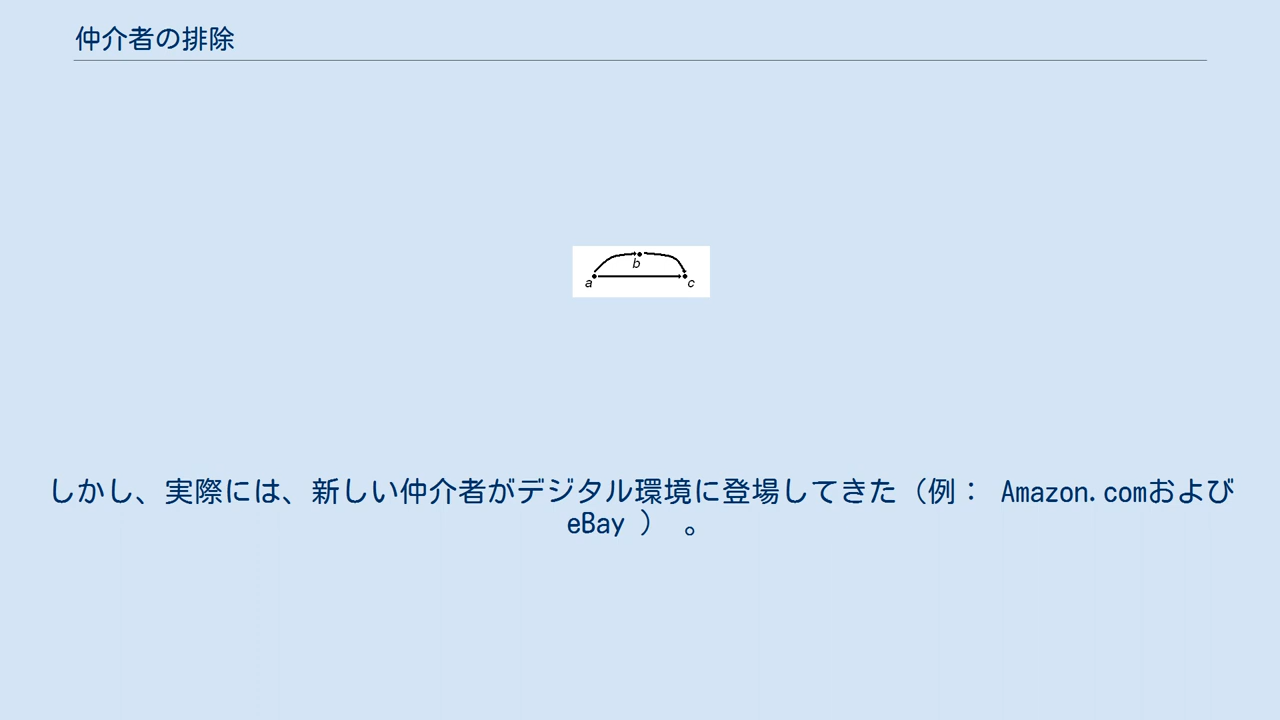 仲介者の排除
b
a
c
しかし、実際には、新しい仲介者がデジタル環境に登場してきた（例： Amazon.comおよび
eBay ） 。